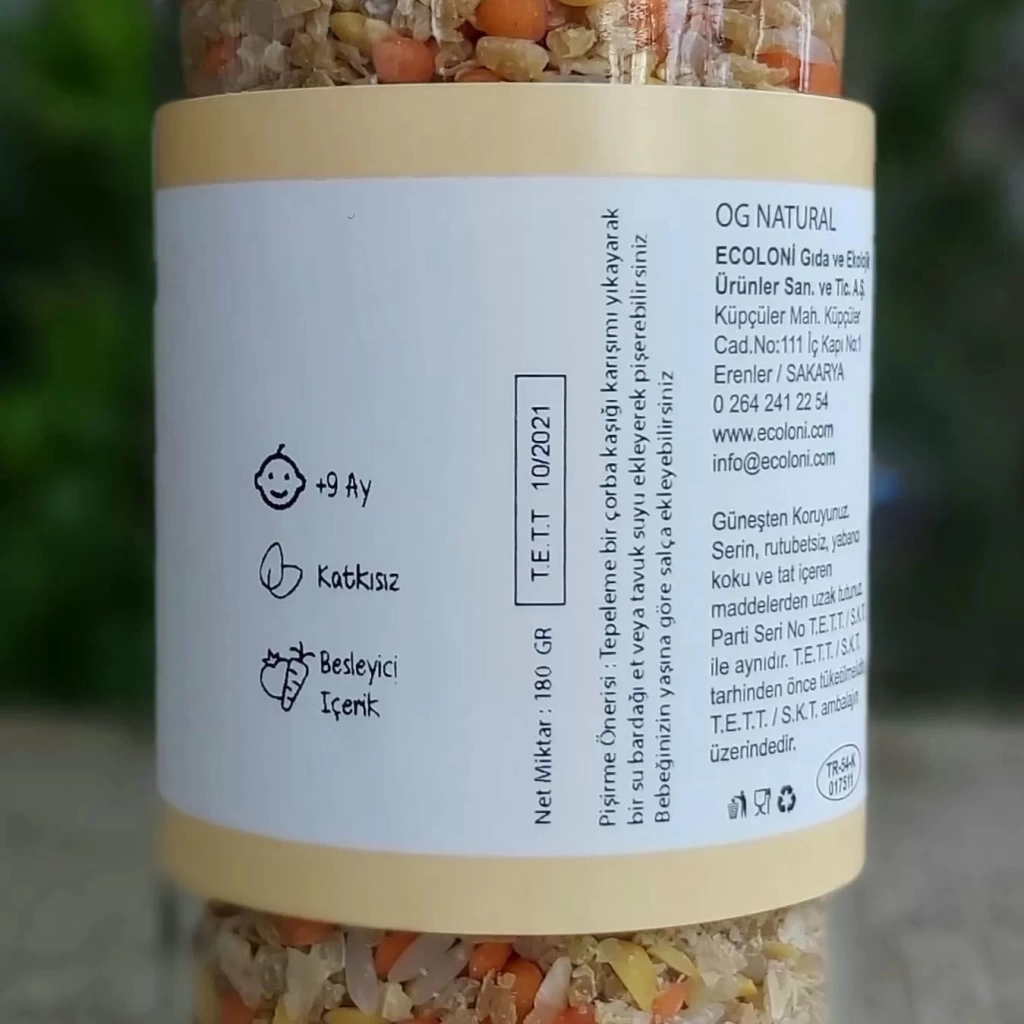 +9 Ay
Katkısız
Besleyici
İçerik
Net Miktar : 180 GR
T.E.T.T 10/2021
Pişirme Önerisi : Tepeleme bir çorba kaşığı karışımı yıkayarak
bir su bardağı et veya tavuk suyu ekleyerek pişerebilirsiniz
Bebeğinizin yaşına göre salça ekleyebilirsiniz
OG NATURAL
ECOLONİ Gıda ve Ekolojik
Ürünler San. ve Tic. A.Ş.
Küpçüler Mah. Küpçüler
Cad.No:111 İç Kapı No:1
Erenler / SAKARYA
0 264 241 22 54
www.ecoloni.com
info@ecoloni.com
Güneşten Koruyunuz.
Serin, rutubetsiz, yabancı
koku ve tat içeren
maddelerden uzak tutunuz.
Parti Seri No T.E.T.T. / S.K.T.
ile aynıdır. T.E.T.T. / S.K.T.
tarihinden önce tüketilmelidir.
T.E.T.T. / S.K.T. ambalajın
üzerindedir.
TR-54-K
017511